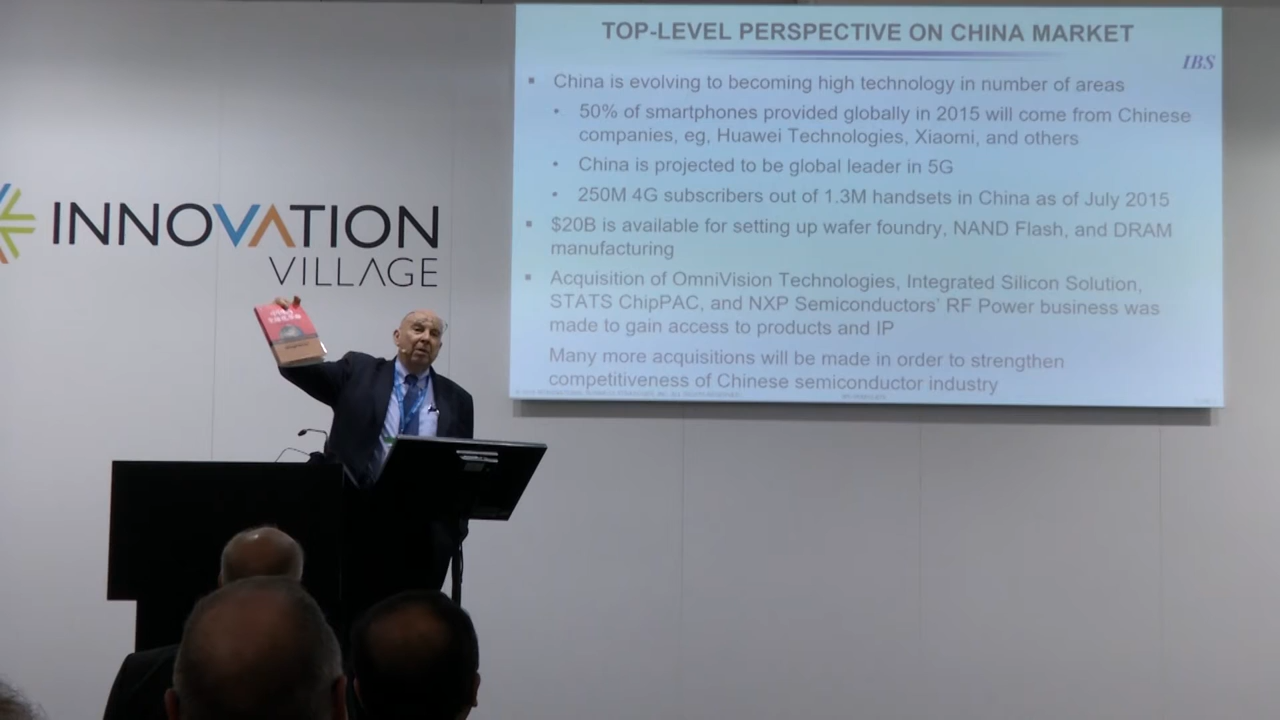 TOP-LEVEL PERSPECTIVE ON CHINA MARKET
IBS
▪ China is evolving to becoming high technology in number of areas
• 50% of smartphones provided globally in 2015 will come from Chinese
companies, eg, Huawei Technologies, Xiaomi, and others
• China is projected to be global leader in 5G
• 250M 4G subscribers out of 1.3M handsets in China as of July 2015
▪ $20B is available for setting up wafer foundry, NAND Flash, and DRAM
manufacturing
▪ Acquisition of OmniVision Technologies, Integrated Silicon Solution,
STATS ChipPAC, and NXP Semiconductors' RF Power business was
made to gain access to products and IP
Many more acquisitions will be made in order to strengthen
competitiveness of Chinese semiconductor industry
INNOVATION
VILLAGE